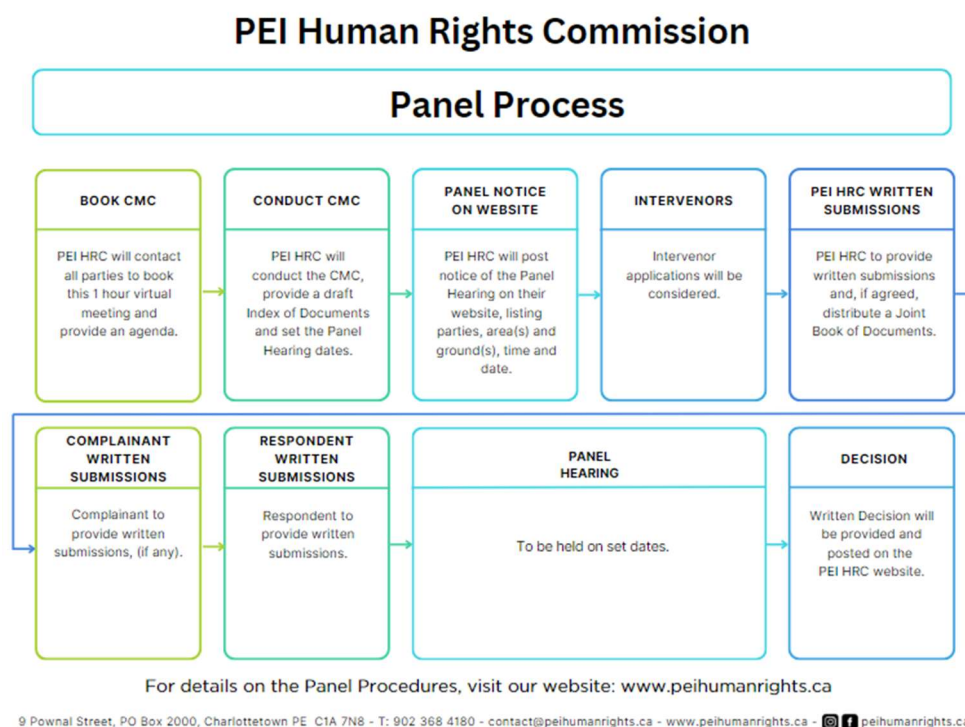 PEI Human Rights Commission
Panel Process
BOOK CMC
PEI HRC will contact
all parties to book
this 1 hour virtual
meeting and
provide an agenda.
CONDUCT CMC
PEI HRC will
conduct the CMC,
provide a draft
Index of Documents
and set the Panel
Hearing dates.
PANEL NOTICE
ON WEBSITE
PEI HRC will post
notice of the Panel
Hearing on their
website, listing
parties, area(s) and
ground(s), time and
date.
INTERVENORS
Intervenor
applications will be
considered.
PEI HRC WRITTEN
SUBMISSIONS
PEI HRC to provide
written submissions
and, if agreed,
distribute a Joint
Book of Documents.
COMPLAINANT
WRITTEN
SUBMISSIONS
Complainant to
provide written
submissions, (if any).
RESPONDENT
WRITTEN
SUBMISSIONS
Respondent to
provide written
submissions.
PANEL
HEARING
To be held on set dates.
DECISION
Written Decision will
be provided and
posted on the
PEI HRC website.
For details on the Panel Procedures, visit our website: www.peihumanrights.ca
9 Pownal Street, PO Box 2000, Charlottetown PE C1A 7N8 - T: 902 368 4180 - contact@peihumanrights.ca - www.peihumanrights.ca - peihumanrights.c